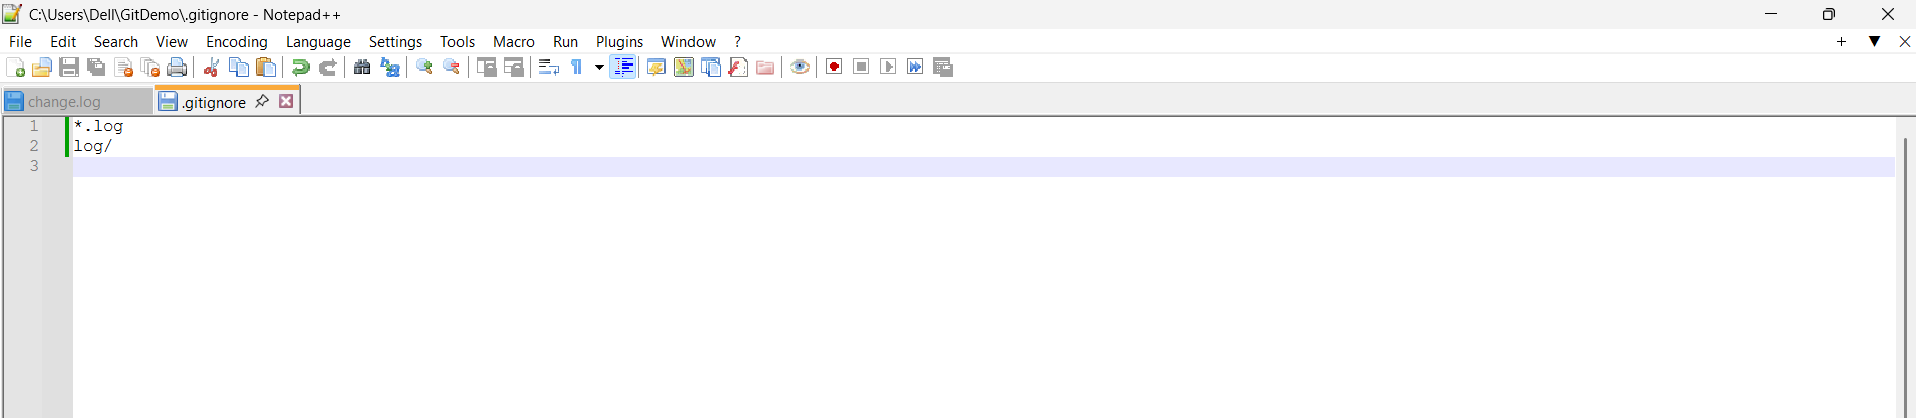 C:\Users\Dell\GitDemo\.gitignore - Notepad++
File Edit Search View Encoding Language Settings Tools Macro Run Plugins Window ?
change.log .gitignore
1 *.log
2 log/
3